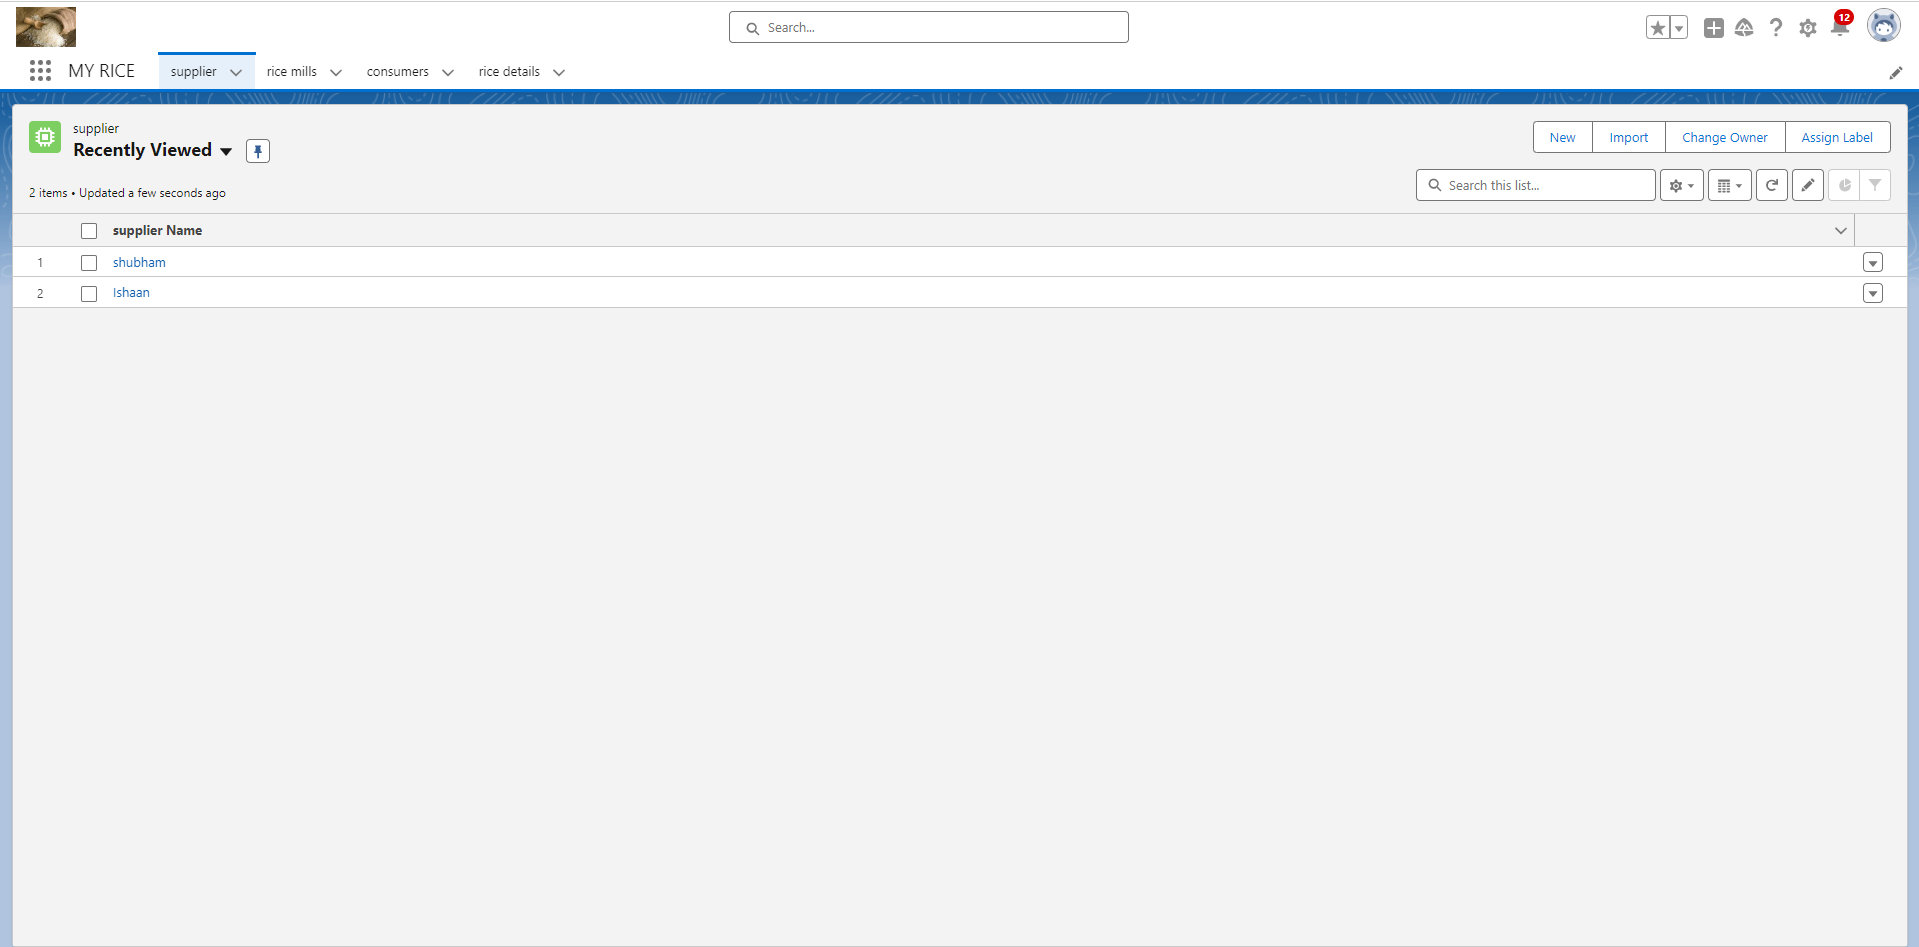 Search...
12
MY RICE
supplier
rice mills
consumers
rice details
supplier
Recently Viewed
New
Import
Change Owner
Assign Label
2 items • Updated a few seconds ago
Search this list...
supplier Name
1 shubham
2 Ishaan